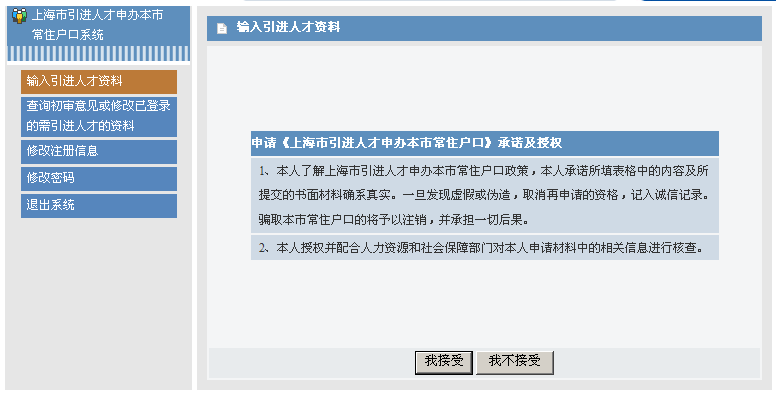 上海市引进人才申办本市
常住户口系统
输入引进人才资料
查询初审意见或修改已登录
的需引进人才的资料
修改注册信息
修改密码
退出系统
输入引进人才资料
申请《上海市引进人才申办本市常住户口》承诺及授权
1、本人了解上海市引进人才申办本市常住户口政策，本人承诺所填表格中的内容及所
提交的书面材料确系真实。一旦发现虚假或伪造，取消再申请的资格，记入诚信记录。
骗取本市常住户口的将予以注销，并承担一切后果。
2、本人授权并配合人力资源和社会保障部门对本人申请材料中的相关信息进行核查。
我接受 我不接受